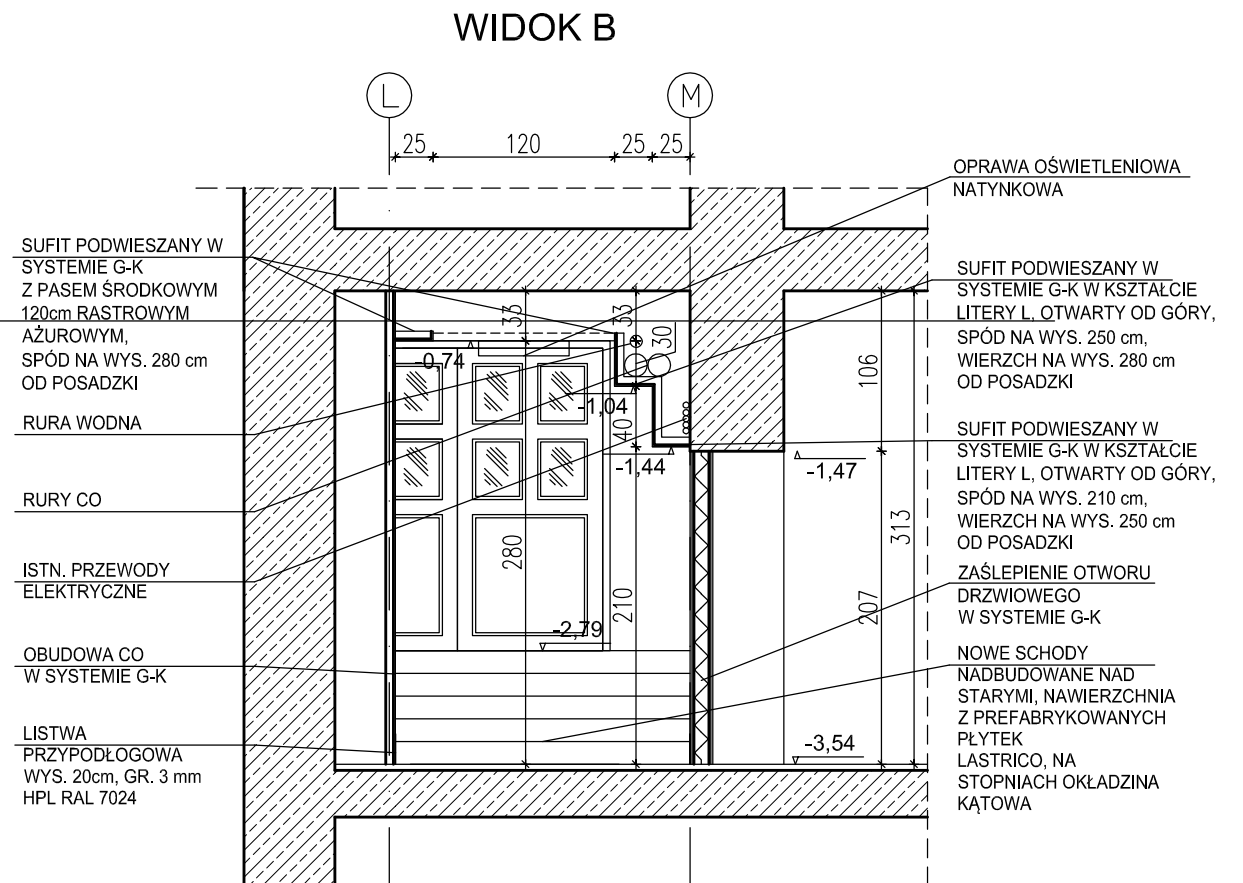 WIDOK B
L
M
25
120
25
25
SUFIT PODWIESZANY W
SYSTEMIE G-K
Z PASEM ŚRODKOWYM
120cm RASTROWYM
AŻUROWYM,
SPÓD NA WYS. 280 cm
OD POSADZKI
RURA WODNA
RURY CO
ISTN. PRZEWODY
ELEKTRYCZNE
OBUDOWA CO
W SYSTEMIE G-K
LISTWA
PRZYPODŁOGOWA
WYS. 20cm, GR. 3 mm
HPL RAL 7024
33
33
30
-0,74
-1,04
40
-1,44
280
210
-2,79
106
-1,47
313
207
-3,54
OPRAWA OŚWIETLENIOWA
NATYNKOWA
SUFIT PODWIESZANY W
SYSTEMIE G-K W KSZTAŁCIE
LITERY L, OTWARTY OD GÓRY,
SPÓD NA WYS. 250 cm,
WIERZCH NA WYS. 280 cm
OD POSADZKI
SUFIT PODWIESZANY W
SYSTEMIE G-K W KSZTAŁCIE
LITERY L, OTWARTY OD GÓRY,
SPÓD NA WYS. 210 cm,
WIERZCH NA WYS. 250 cm
OD POSADZKI
ZAŚLEPIENIE OTWORU
DRZWIOWEGO
W SYSTEMIE G-K
NOWE SCHODY
NADBUDOWANE NAD
STARYMI, NAWIERZCHNIA
Z PREFABRYKOWANYCH
PŁYTEK
LASTRICO, NA
STOPNIACH OKŁADZINA
KĄTOWA